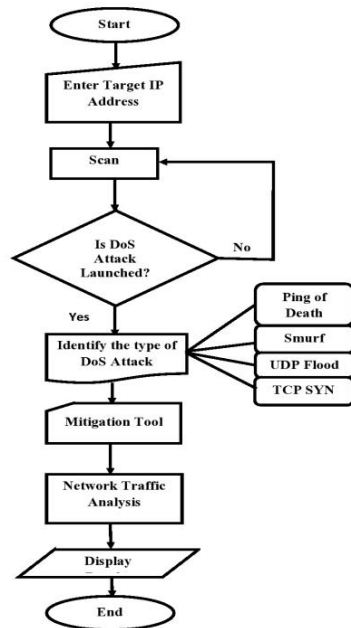 Start
Enter Target IP
Address
Scan
Is DoS
Attack
Launched?
No
Yes
Identify the type of
DoS Attack
Ping of
Death
Smurf
UDP Flood
TCP SYN
Mitigation Tool
Network Traffic
Analysis
Display
End